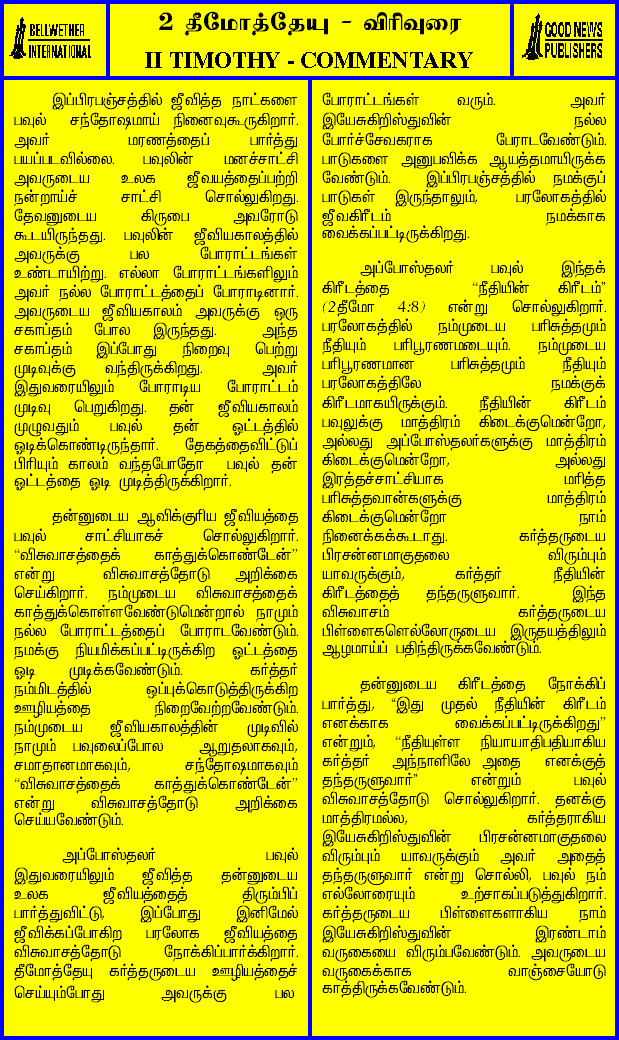 BELLWETHER
INTERNATIONAL
2 தீமோத்தேயு - விரிவுரை
II TIMOTHY - COMMENTARY
GOOD NEWS
PUBLISHERS
இப்பிரபஞ்சத்தில் ஜீவித்த நாட்களை
பவுல் சந்தோஷமாய் நினைவுகூருகிறார்.
அவர் மரணத்தைப் பார்த்து
பயப்படவில்லை. பவுலின் மனச்சாட்சி
அவருடைய உலக ஜீவயத்தைப்பற்றி
நன்றாய்ச் சாட்சி சொல்லுகிறது.
தேவனுடைய கிருபை அவரோடு
கூடயிருந்தது. பவுலின் ஜீவியகாலத்தில்
அவருக்கு பல போராட்டங்கள்
உண்டாயிற்று. எல்லா போராட்டங்களிலும்
அவர் நல்ல போராட்டத்தைப் போராடினார்.
அவருடைய ஜீவியகாலம் அவருக்கு ஒரு
சகாப்தம் போல இருந்தது. அந்த
சகாப்தம் இப்போது நிறைவு பெற்று
முடிவுக்கு வந்திருக்கிறது. அவர்
இதுவரையிலும் போராடிய போராட்டம்
முடிவு பெறுகிறது. தன் ஜீவியகாலம்
முழுவதும் பவுல் தன் ஓட்டத்தில்
ஓடிக்கொண்டிருந்தார். தேகத்தைவிட்டுப்
பிரியும் காலம் வந்தபோதோ பவுல் தன்
ஓட்டத்தை ஓடி முடித்திருக்கிறார்.
தன்னுடைய ஆவிக்குரிய ஜீவியத்தை
பவுல் சாட்சியாகச் சொல்லுகிறார்.
“விசுவாசத்தைக் காத்துக்கொண்டேன்”
என்று விசுவாசத்தோடு அறிக்கை
செய்கிறார். நம்முடைய விசுவாசத்தைக்
காத்துக்கொள்ளவேண்டுமென்றால் நாமும்
நல்ல போராட்டத்தைப் போராடவேண்டும்.
நமக்கு நியமிக்கப்பட்டிருக்கிற ஓட்டத்தை
ஓடி முடிக்கவேண்டும். கர்த்தர்
நம்மிடத்தில் ஒப்புக்கொடுத்திருக்கிற
ஊழியத்தை நிறைவேற்றவேண்டும்.
நம்முடைய ஜீவியகாலத்தின் முடிவில்
நாமும் பவுலைப்போல ஆறுதலாகவும்,
சமாதானமாகவும், சந்தோஷமாகவும்
“விசுவாசத்தைக் காத்துக்கொண்டேன்”
என்று விசுவாசத்தோடு அறிக்கை
செய்யவேண்டும்.
அப்போஸ்தலர் பவுல்
இதுவரையிலும் ஜீவித்த தன்னுடைய
உலக ஜீவியத்தைத் திரும்பிப்
பார்த்துவிட்டு, இப்போது இனிமேல்
ஜீவிக்கப்போகிற பரலோக ஜீவியத்தை
விசுவாசத்தோடு நோக்கிப்பார்க்கிறார்.
தீமோத்தேயு கர்த்தருடைய ஊழியத்தைச்
செய்யும்போது அவருக்கு பல
போராட்டங்கள் வரும். அவர்
இயேசுகிறிஸ்துவின் நல்ல
போர்ச்சேவகராக பேராடவேண்டும்.
பாடுகளை அனுபவிக்க ஆயத்தமாயிருக்க
வேண்டும். இப்பிரபஞ்சத்தில் நமக்குப்
பாடுகள் இருந்தாலும், பரலோகத்தில்
ஜீவகிரீடம் நமக்காக
வைக்கப்பட்டிருக்கிறது.
அப்போஸ்தலர் பவுல் இந்தக்
கிரீடத்தை “நீதியின் கிரீடம்”
(2தீமோ 4:8) என்று சொல்லுகிறார்.
பரலோகத்தில் நம்முடைய பரிசுத்தமும்
நீதியும் பரிபூரணமடையும். நம்முடைய
பரிபூரணமான பரிசுத்தமும் நீதியும்
பரலோகத்திலே நமக்குக்
கிரீடமாகயிருக்கும். நீதியின் கிரீடம்
பவுலுக்கு மாத்திரம் கிடைக்குமென்றோ,
அல்லது அப்போஸ்தலர்களுக்கு மாத்திரம்
கிடைக்குமென்றோ, அல்லது
இரத்தச்சாட்சியாக மரித்த
பரிசுத்தவான்களுக்கு மாத்திரம்
கிடைக்குமென்றோ நாம்
நினைக்கக்கூடாது. கர்த்தருடைய
பிரசன்னமாகுதலை விரும்பும்
யாவருக்கும், கர்த்தர் நீதியின்
கிரீடத்தைத் தந்தருளுவார். இந்த
விசுவாசம் கர்த்தருடைய
பிள்ளைகளெல்லோருடைய இருதயத்திலும்
ஆழமாய்ப் பதிந்திருக்கவேண்டும்.
தன்னுடைய கிரீடத்தை நோக்கிப்
பார்த்து, “இது முதல் நீதியின் கிரீடம்
எனக்காக வைக்கப்பட்டிருக்கிறது”
என்றும், “நீதியுள்ள நியாயாதிபதியாகிய
கர்த்தர் அந்நாளிலே அதை எனக்குத்
தந்தருளுவார்” என்றும் பவுல்
விசுவாசத்தோடு சொல்லுகிறார். தனக்கு
மாத்திரமல்ல, கர்த்தராகிய
இயேசுகிறிஸ்துவின் பிரசன்னமாகுதலை
விரும்பும் யாவருக்கும் அவர் அதைத்
தந்தருளுவார் என்று சொல்லி, பவுல் நம்
எல்லோரையும் உற்சாகப்படுத்துகிறார்.
கர்த்தருடைய பிள்ளைகளாகிய நாம்
இயேசுகிறிஸ்துவின் இரண்டாம்
வருகையை விரும்பவேண்டும். அவருடைய
வருகைக்காக வாஞ்சையோடு
காத்திருக்கவேண்டும்.